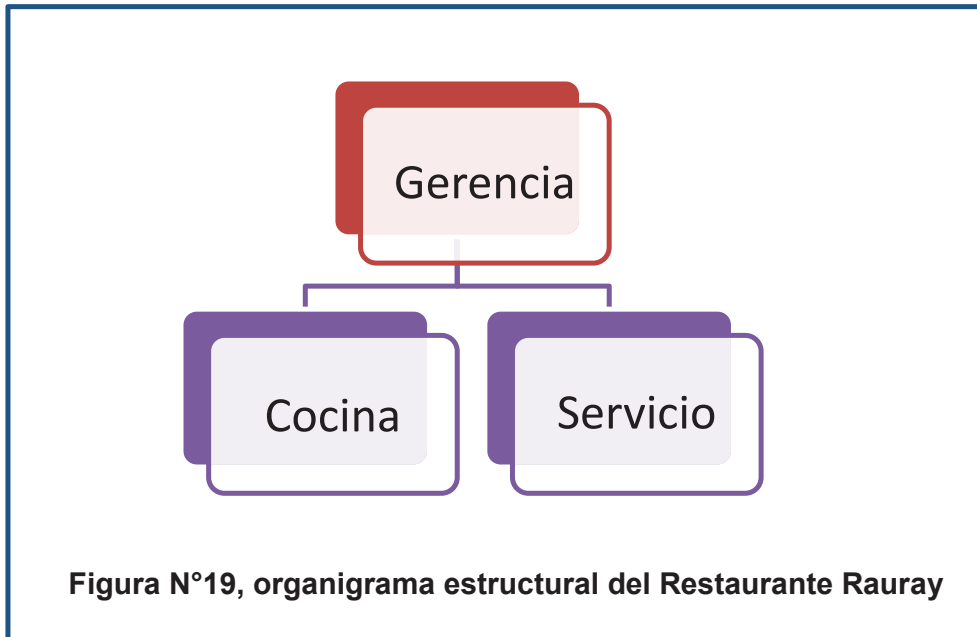 Gerencia
Cocina
Servicio
Figura N°19, organigrama estructural del Restaurante Rauray